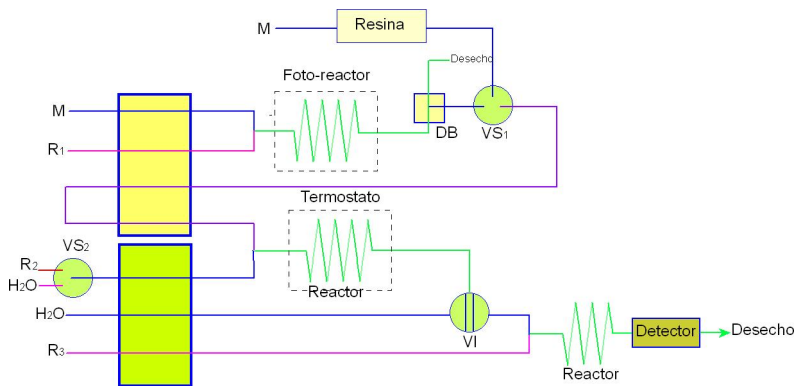 M
Resina
Desecho
Foto-reactor
M
DB
VS1
R1
Termostato
VS2
R2
H2O
Reactor
H2O
VI
Detector
Desecho
R3
Reactor